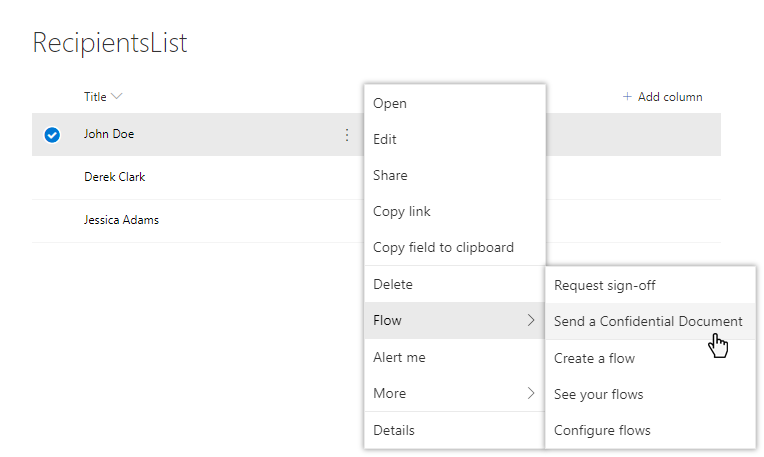 RecipientsList
Title
+ Add column
John Doe
Derek Clark
Jessica Adams
Open
Edit
Share
Copy link
Copy field to clipboard
Delete
Flow
Alert me
More
Details
Request sign-off
Send a Confidential Document
Create a flow
See your flows
Configure flows